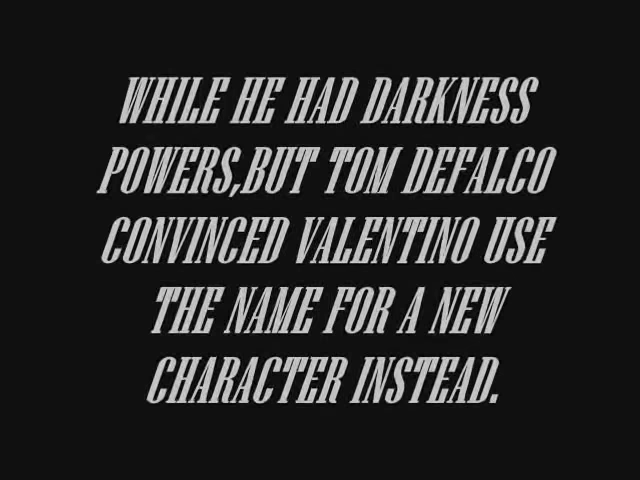 WHILE HE HAD DARKNESS
POWERS,BUT TOM DEFALCO
CONVINCED VALENTINO USE
THE NAME FOR A NEW
CHARACTER INSTEAD.